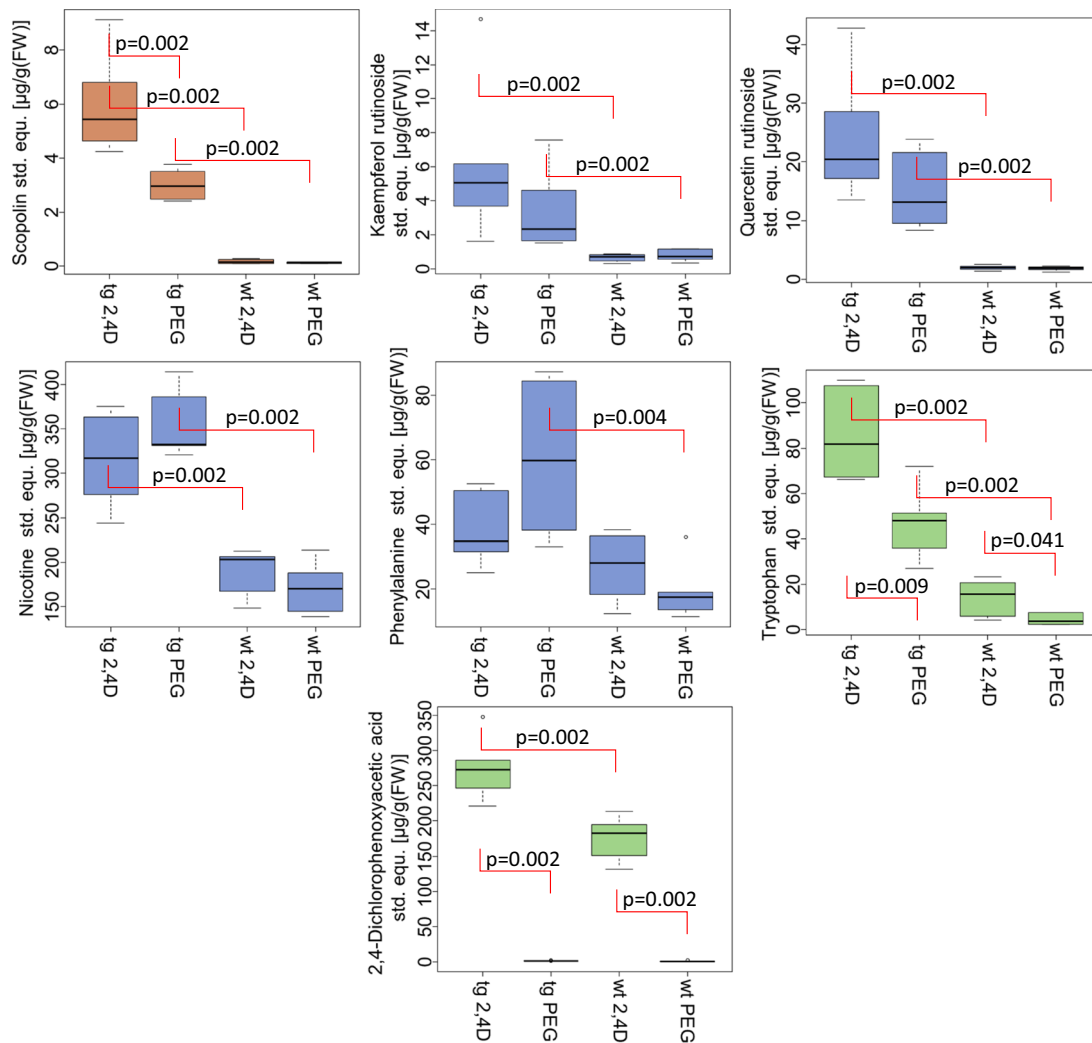 Scopolin std. equ. [µg/g(FW)]
0
2
4
6
8
p=0.002
p=0.002
p=0.002
tg 2,4D
tg PEG
wt 2,4D
wt PEG
Kaempferol rutinoside
std. equ. [µg/g(FW)]
0
2
4
6
8
10
12
14
p=0.002
p=0.002
tg 2,4D
tg PEG
wt 2,4D
wt PEG
Quercetin rutinoside
std. equ. [µg/g(FW)]
0
10
20
30
40
p=0.002
p=0.002
tg 2,4D
tg PEG
wt 2,4D
wt PEG
Nicotine std. equ. [µg/g(FW)]
150
200
250
300
350
400
p=0.002
p=0.002
tg 2,4D
tg PEG
wt 2,4D
wt PEG
Phenylalanine std. equ. [µg/g(FW)]
20
40
60
80
p=0.004
tg 2,4D
tg PEG
wt 2,4D
wt PEG
Tryptophan std. equ. [µg/g(FW)]
0
20
40
60
80
100
p=0.002
p=0.002
p=0.041
p=0.009
tg 2,4D
tg PEG
wt 2,4D
wt PEG
2,4-Dichlorophenoxyacetic acid
std. equ. [µg/g(FW)]
0
50
100
150
200
250
300
350
p=0.002
p=0.002
p=0.002
tg 2,4D
tg PEG
wt 2,4D
wt PEG